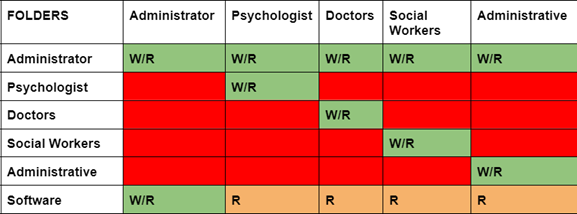 FOLDERS Administrator Psychologist Doctors Social Workers Administrative
Administrator W/R W/R W/R W/R W/R
Psychologist W/R
Doctors W/R
Social Workers W/R
Administrative W/R
Software W/R R R R R